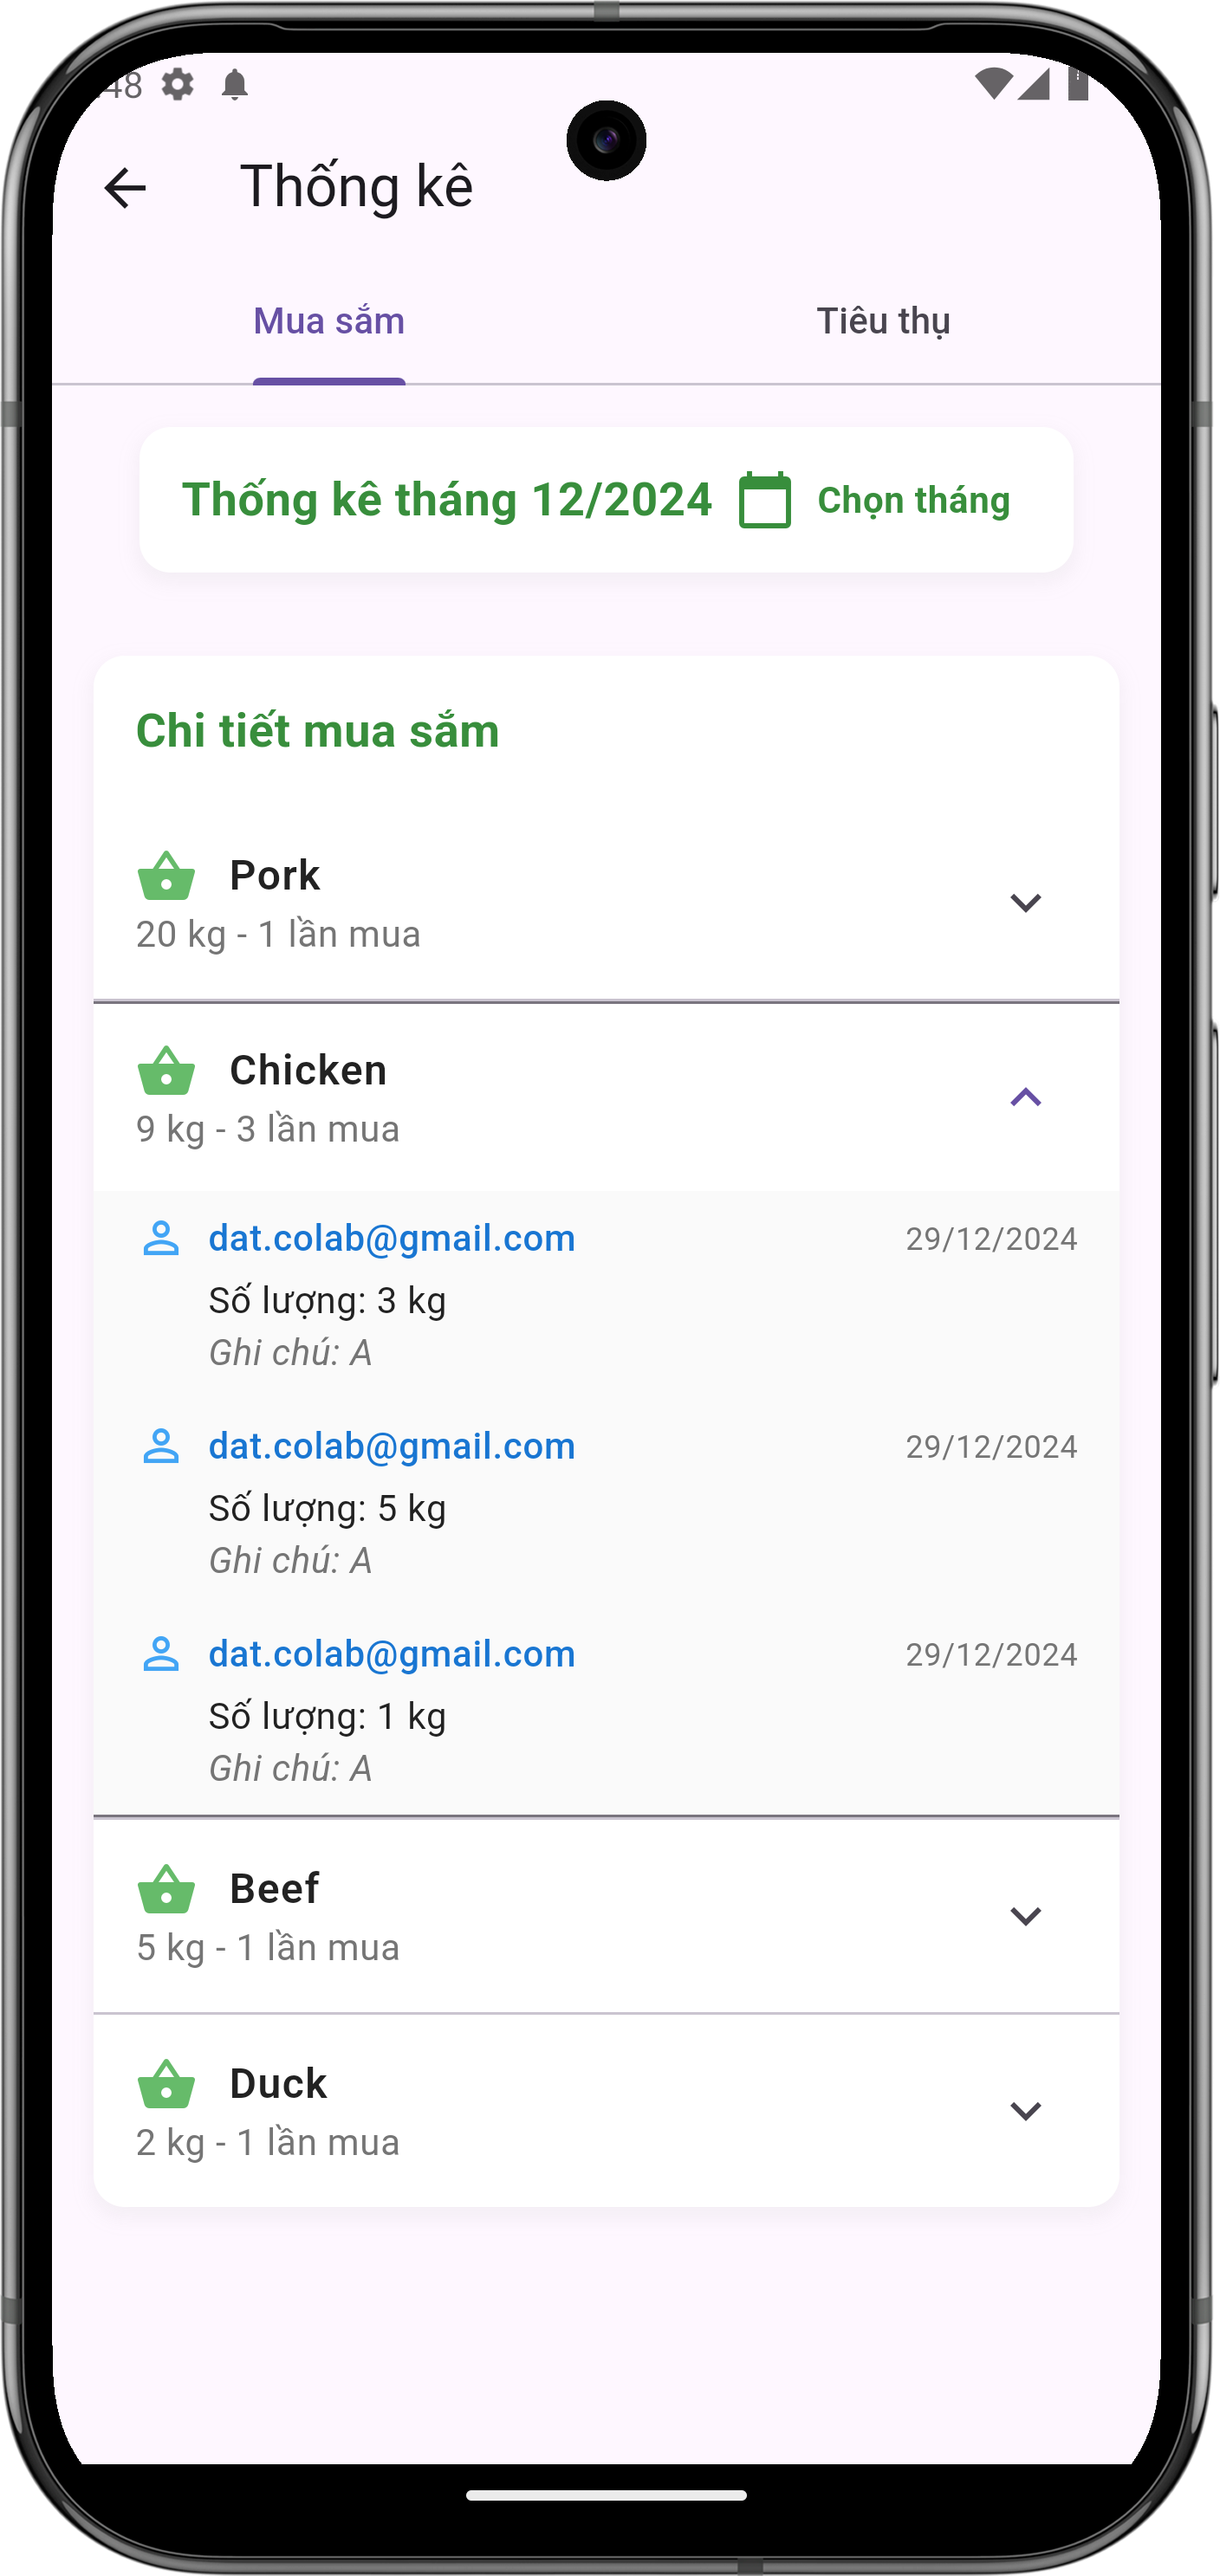 48
Thống kê
Mua sắm Tiêu thụ
Thống kê tháng 12/2024 Chọn tháng
Chi tiết mua sắm
Pork
20 kg - 1 lần mua
Chicken
9 kg - 3 lần mua
dat.colab@gmail.com 29/12/2024
Số lượng: 3 kg
Ghi chú: A
dat.colab@gmail.com 29/12/2024
Số lượng: 5 kg
Ghi chú: A
dat.colab@gmail.com 29/12/2024
Số lượng: 1 kg
Ghi chú: A
Beef
5 kg - 1 lần mua
Duck
2 kg - 1 lần mua